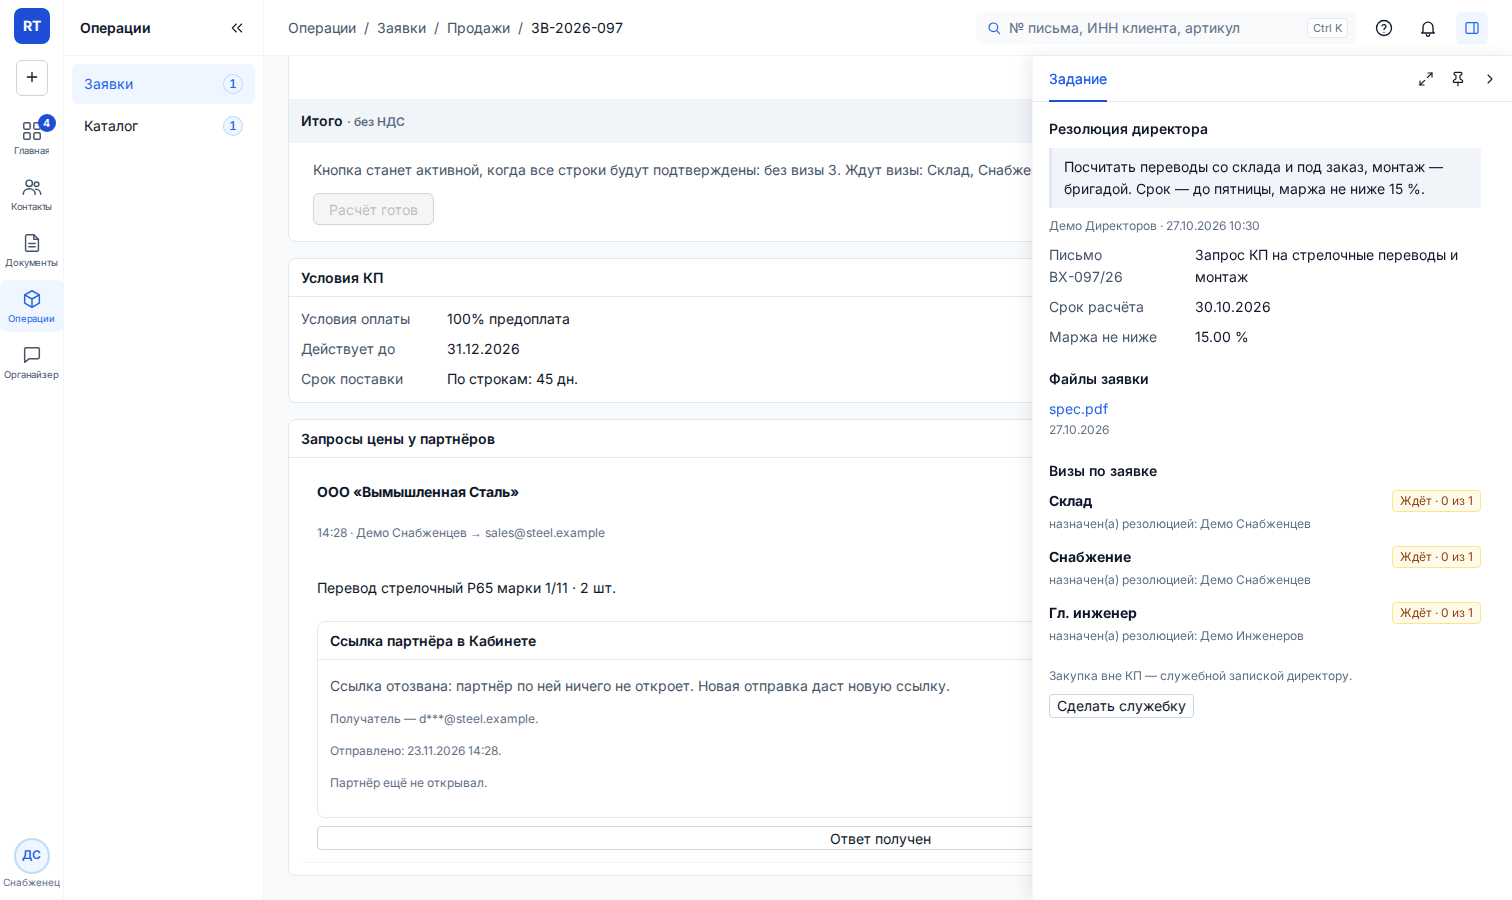 RT
Операции
Операции / Заявки / Продажи / ЗВ-2026-097
№ письма, ИНН клиента, артикул
Ctrl K
4
Главная
Контакты
Документы
Операции
Органайзер
ДС
Снабженец
Заявки
1
Каталог
1
Итого · без НДС
Кнопка станет активной, когда все строки будут подтверждены: без визы 3. Ждут визы: Склад, Снабже
Расчёт готов
Условия КП
Условия оплаты 100% предоплата
Действует до 31.12.2026
Срок поставки По строкам: 45 дн.
Запросы цены у партнёров
ООО «Вымышленная Сталь»
14:28 · Демо Снабженцев → sales@steel.example
Перевод стрелочный Р65 марки 1/11 · 2 шт.
Ссылка партнёра в Кабинете
Ссылка отозвана: партнёр по ней ничего не откроет. Новая отправка даст новую ссылку.
Получатель — d***@steel.example.
Отправлено: 23.11.2026 14:28.
Партнёр ещё не открывал.
Ответ получен
Задание
Резолюция директора
Посчитать переводы со склада и под заказ, монтаж —
бригадой. Срок — до пятницы, маржа не ниже 15 %.
Демо Директоров · 27.10.2026 10:30
Письмо Запрос КП на стрелочные переводы и
ВХ-097/26 монтаж
Срок расчёта 30.10.2026
Маржа не ниже 15.00 %
Файлы заявки
spec.pdf
27.10.2026
Визы по заявке
Склад Ждёт · 0 из 1
назначен(а) резолюцией: Демо Снабженцев
Снабжение Ждёт · 0 из 1
назначен(а) резолюцией: Демо Снабженцев
Гл. инженер Ждёт · 0 из 1
назначен(а) резолюцией: Демо Инженеров
Закупка вне КП — служебной запиской директору.
Сделать служебку